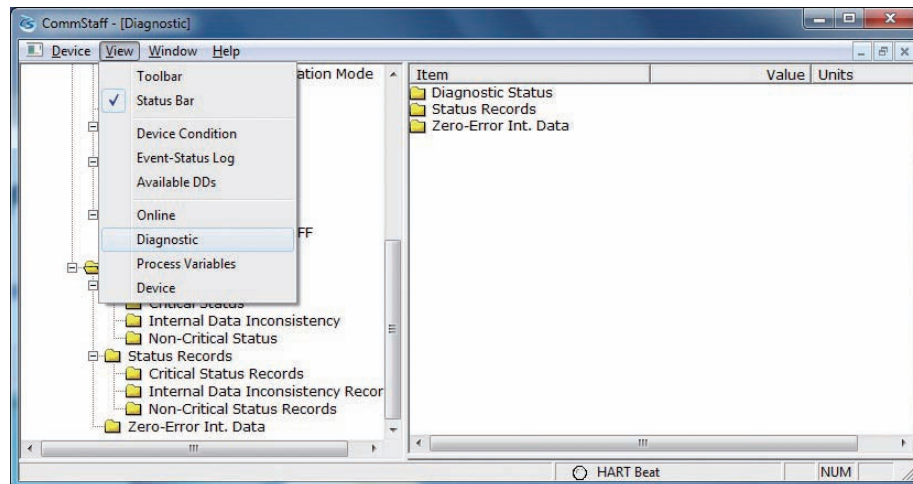 CommStaff - [Diagnostic]
Device View Window Help
Toolbar
Status Bar
Device Condition
Event-Status Log
Available DDs
Online
Diagnostic
Process Variables
Device
ation Mode
FF
Critical Status
Internal Data Inconsistency
Non-Critical Status
Status Records
Critical Status Records
Internal Data Inconsistency Recor
Non-Critical Status Records
Zero-Error Int. Data
Item Value Units
Diagnostic Status
Status Records
Zero-Error Int. Data
HART Beat NUM